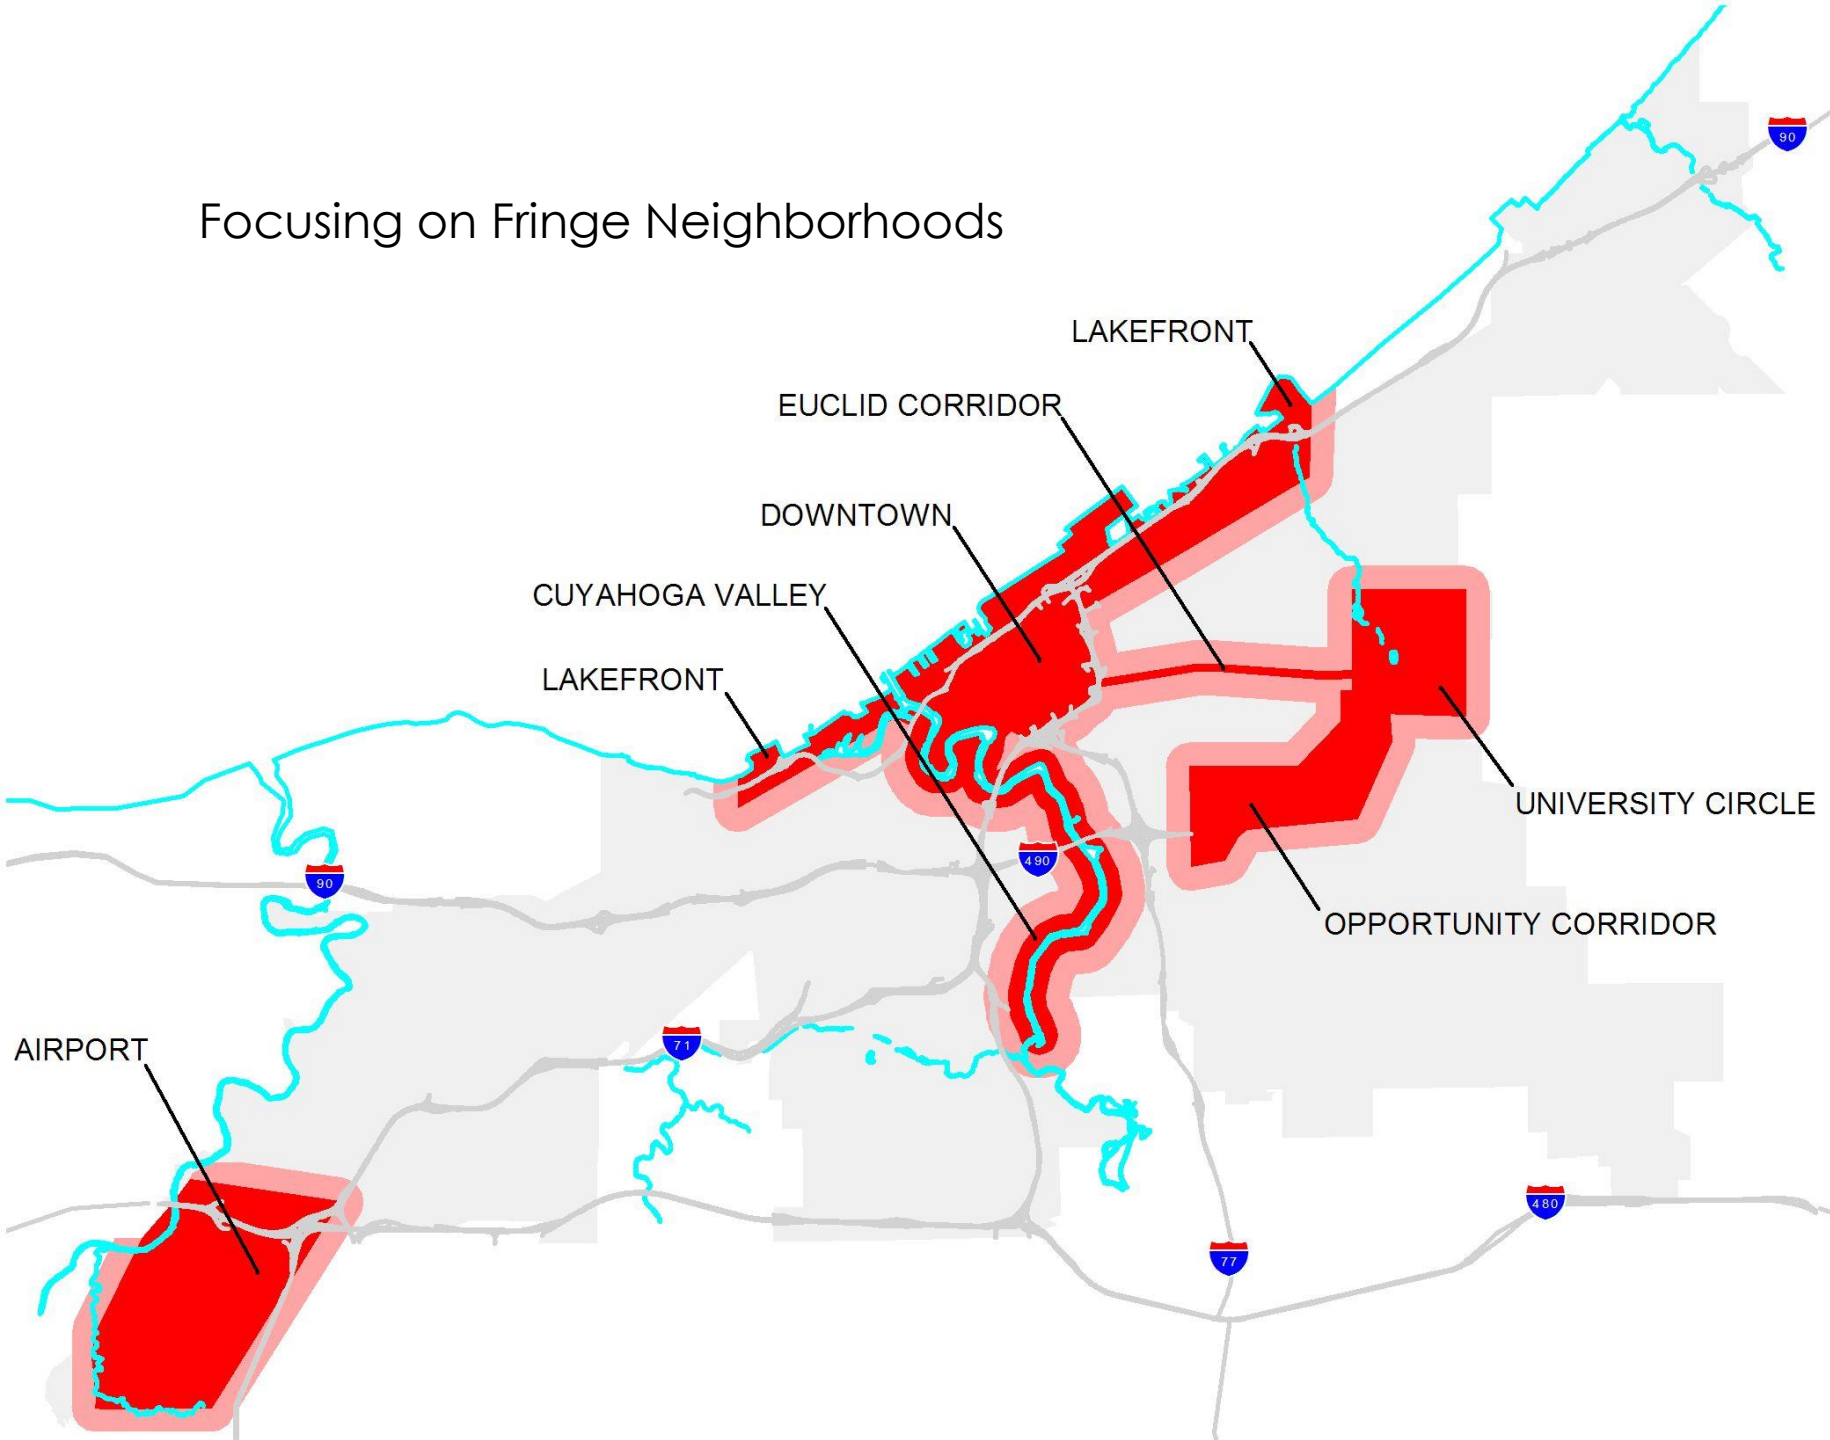 90
Focusing on Fringe Neighborhoods
LAKEFRONT
EUCLID CORRIDOR
DOWNTOWN
CUYAHOGA VALLEY
LAKEFRONT
UNIVERSITY CIRCLE
490
90
OPPORTUNITY CORRIDOR
71
AIRPORT
480
77